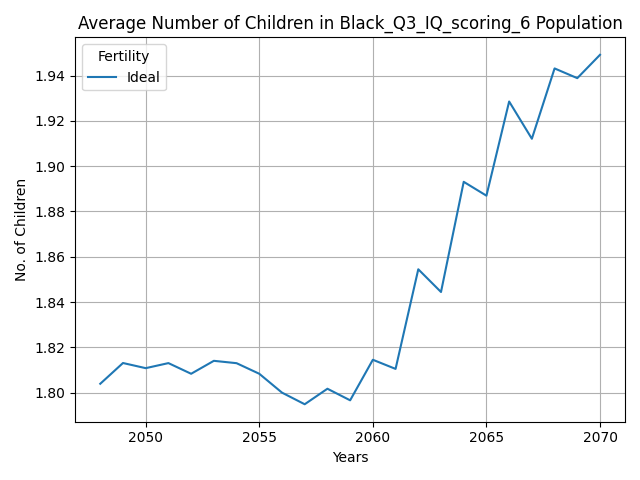 Average Number of Children in Black_Q3_IQ_scoring_6 Population
Fertility
Ideal
No. of Children
1.94
1.92
1.90
1.88
1.86
1.84
1.82
1.80
2050 2055 2060 2065 2070
Years